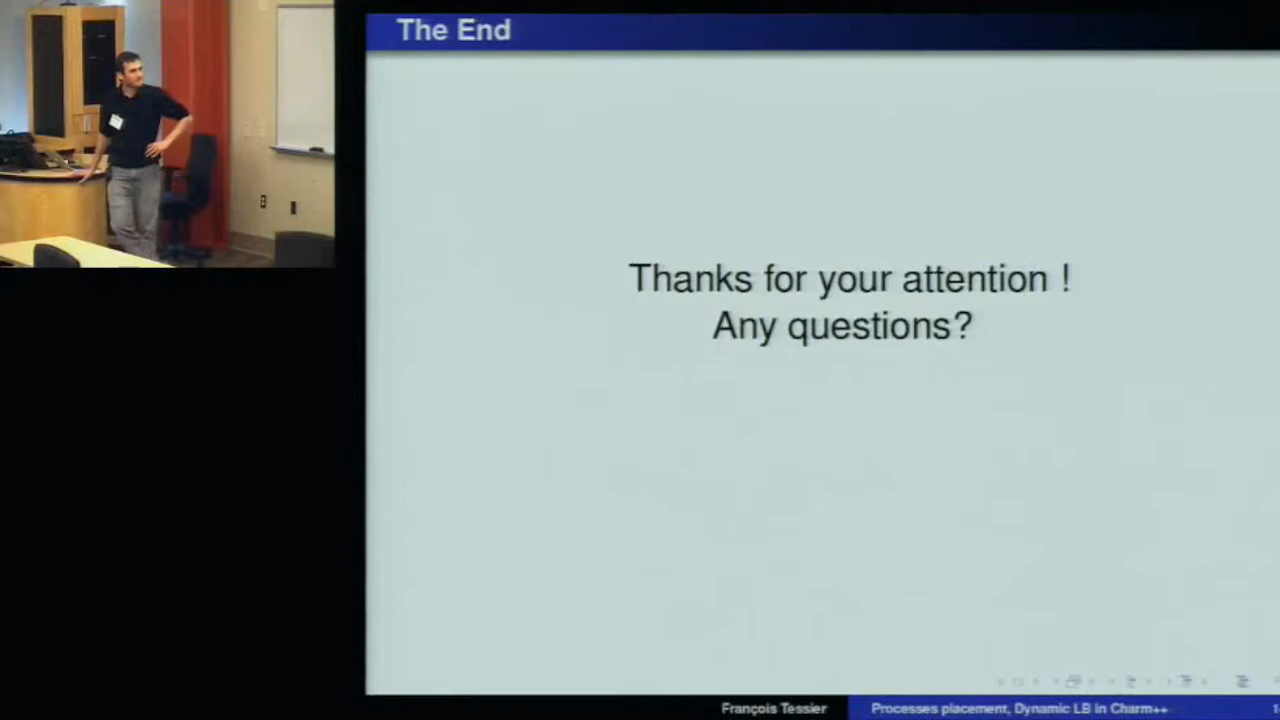 The End
Thanks for your attention !
Any questions?
François Tessier
Processes placement, Dynamic LB in Charm++